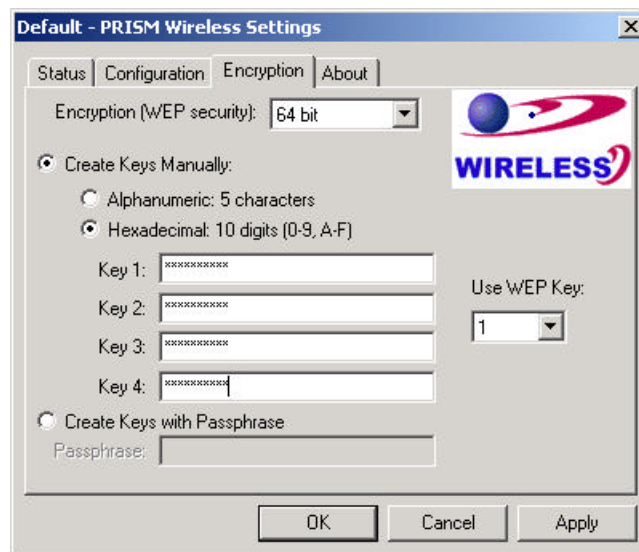 Default - PRISM Wireless Settings
Status Configuration Encryption About
Encryption (WEP security): 64 bit
WIRELESS
Create Keys Manually:
Alphanumeric: 5 characters
Hexadecimal: 10 digits (0-9, A-F)
Key 1: **********
Use WEP Key:
Key 2: **********
1
Key 3: **********
Key 4: **********
Create Keys with Passphrase
Passphrase:
OK Cancel Apply